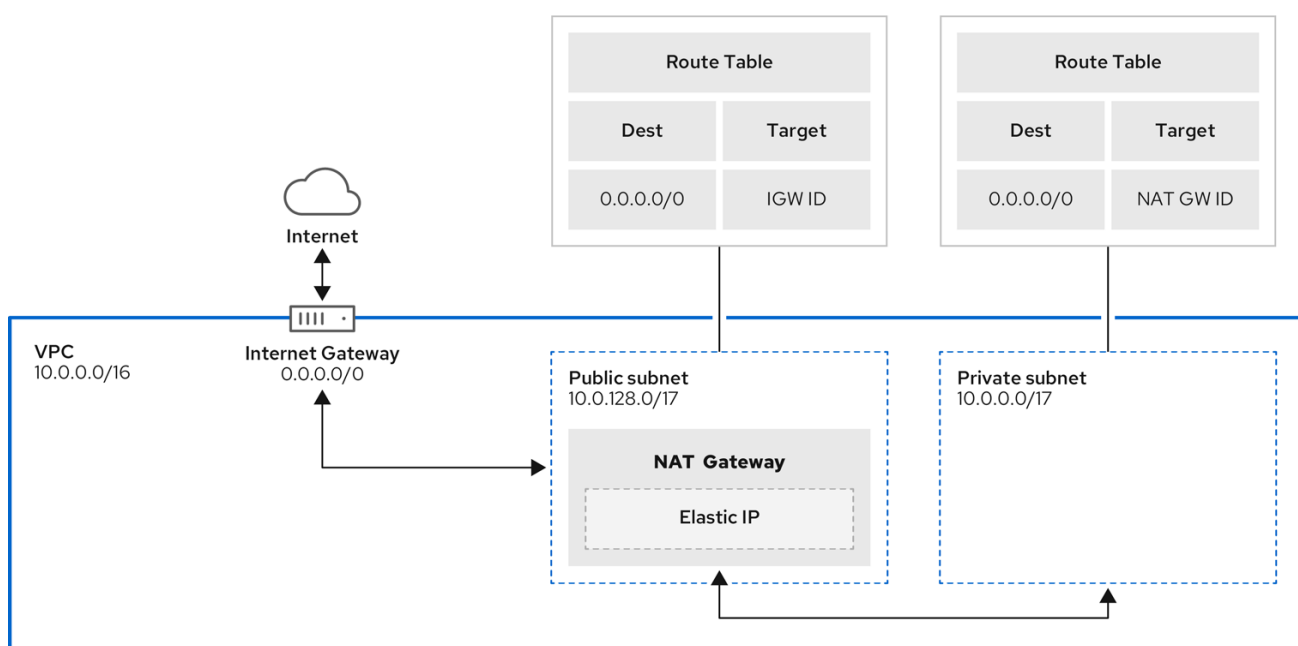 Route Table
Dest
Target
0.0.0.0/0
IGW ID
Route Table
Dest
Target
0.0.0.0/0
NAT GW ID
Internet
VPC
10.0.0.0/16
Internet Gateway
0.0.0.0/0
Public subnet
10.0.128.0/17
NAT Gateway
Elastic IP
Private subnet
10.0.0.0/17